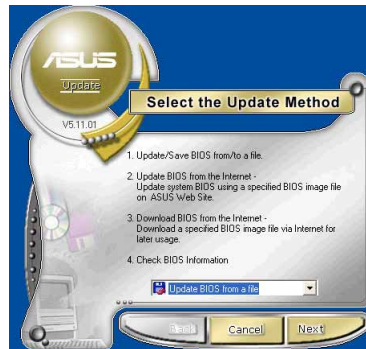 ASUS
Update
V5.11.01
Select the Update Method
1. Update/Save BIOS from/to a file.
2. Update BIOS from the Internet -
Update system BIOS using a specified BIOS image file
on ASUS Web Site.
3. Download BIOS from the Internet -
Download a specified BIOS image file via Internet for
later usage.
4. Check BIOS Information
Update BIOS from a file
Back
Cancel
Next